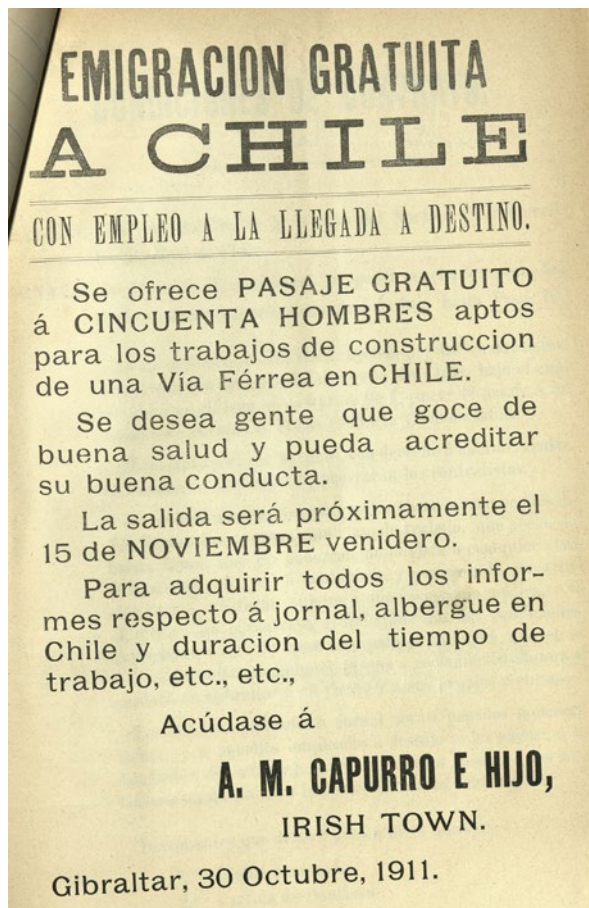 EMIGRACION GRATUITA
A CHILE
CON EMPLEO A LA LLEGADA A DESTINO.
Se ofrece PASAJE GRATUITO
á CINCUENTA HOMBRES aptos
para los trabajos de construccion
de una Vía Férrea en CHILE.
Se desea gente que goce de
buena salud y pueda acreditar
su buena conducta.
La salida será próximamente el
15 de NOVIEMBRE venidero.
Para adquirir todos los infor-
mes respecto á jornal, albergue en
Chile y duracion del tiempo de
trabajo, etc., etc.,
Acúdase á
A. M. CAPURRO E HIJO,
IRISH TOWN.
Gibraltar, 30 Octubre, 1911.